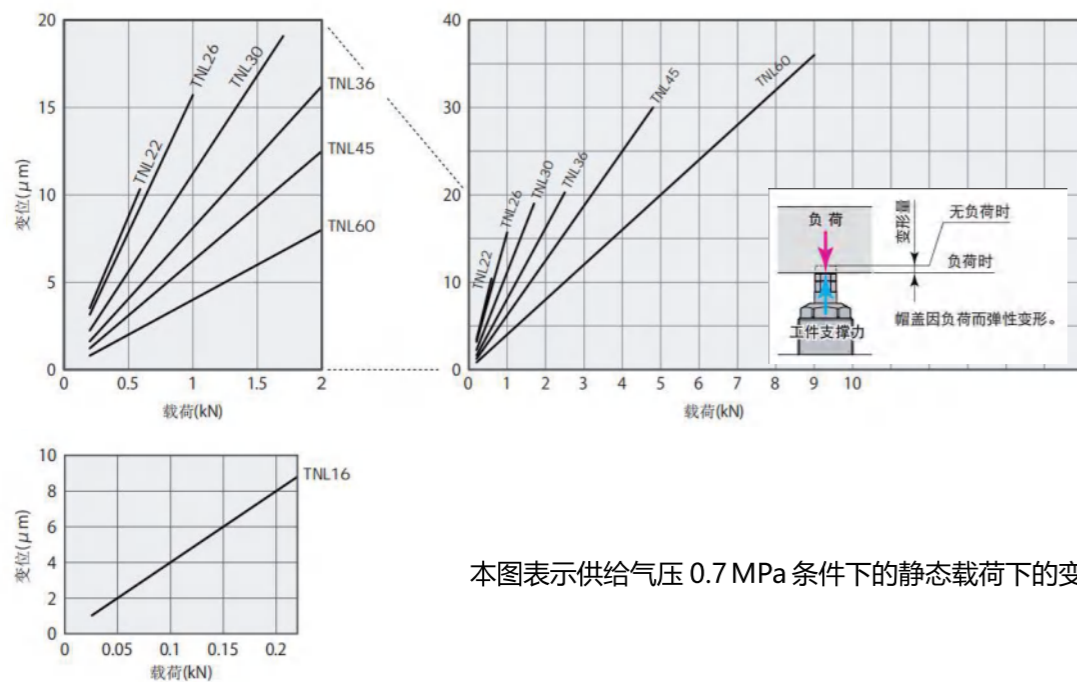 20
15
10
5
0
变位(μm)
TNL22
TNL26
TNL30
TNL36
TNL45
TNL60
0 0.5 1 1.5 2
载荷(kN)
40
30
20
10
0
TNL22
TNL26
TNL30
TNL36
TNL45
TNL60
0 1 2 3 4 5 6 7 8 9 10
载荷(kN)
负荷
变形量
无负荷时
负荷时
工件支撑力
帽盖因负荷而弹性变形。
10
8
6
4
2
0
变位(μm)
TNL16
0 0.05 0.1 0.15 0.2
载荷(kN)
本图表示供给气压 0.7 MPa 条件下的静态载荷下的变